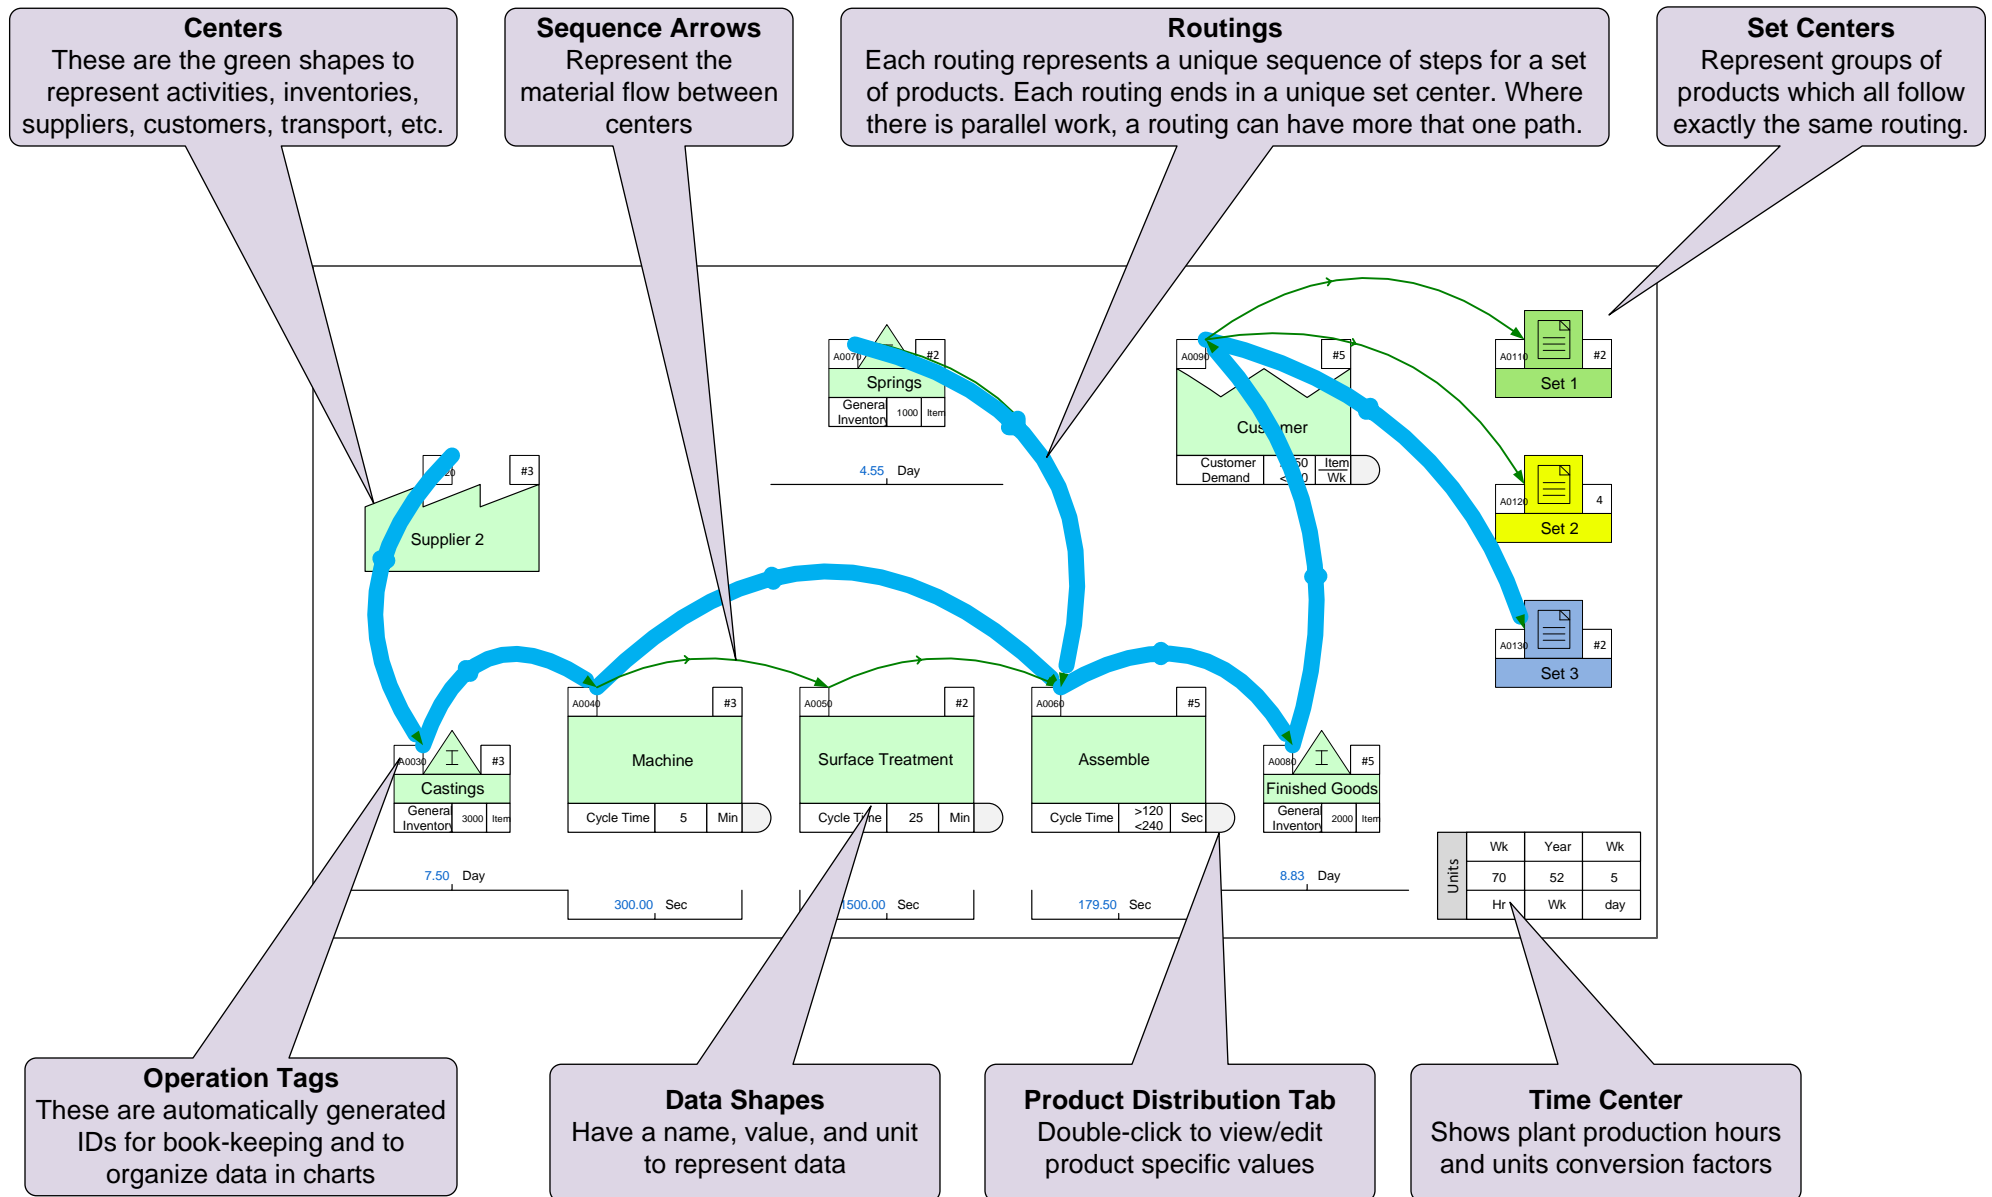 Centers
These are the green shapes to
represent activities, inventories,
suppliers, customers, transport, etc.
Sequence Arrows
Represent the
material flow between
centers
Routings
Each routing represents a unique sequence of steps for a set
of products. Each routing ends in a unique set center. Where
there is parallel work, a routing can have more that one path.
Set Centers
Represent groups of
products which all follow
exactly the same routing.
A0070
#2
Springs
General
Inventory
1000
Item
4.55 Day
A0090
#5
Customer
Customer
Demand
Item
Wk
A0110
#2
Set 1
A0120
4
Set 2
A0130
#2
Set 3
#3
Supplier 2
A0030
#3
Castings
General
Inventory
3000
Item
7.50 Day
A0040
#3
Machine
Cycle Time
5
Min
300.00 Sec
A0050
#2
Surface Treatment
Cycle Time
25
Min
1500.00 Sec
A0060
#5
Assemble
Cycle Time
>120
<240
Sec
179.50 Sec
A0080
#5
Finished Goods
General
Inventory
2000
Item
8.83 Day
Units
Wk Year Wk
70 52 5
Hr Wk day
Operation Tags
These are automatically generated
IDs for book-keeping and to
organize data in charts
Data Shapes
Have a name, value, and unit
to represent data
Product Distribution Tab
Double-click to view/edit
product specific values
Time Center
Shows plant production hours
and units conversion factors